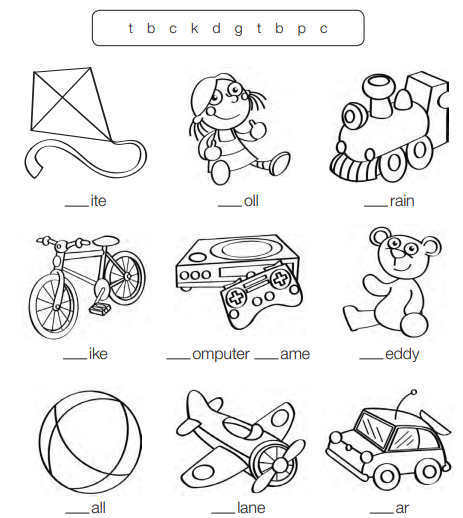 t b c k d g t b p c
___ite ___oll ___rain
___ike ___omputer ___ame ___eddy
___all ___lane ___ar